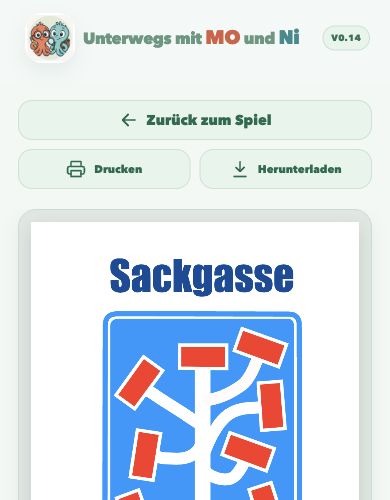 Unterwegs mit MO und Ni
V0.14
Zurück zum Spiel
Drucken
Herunterladen
Sackgasse